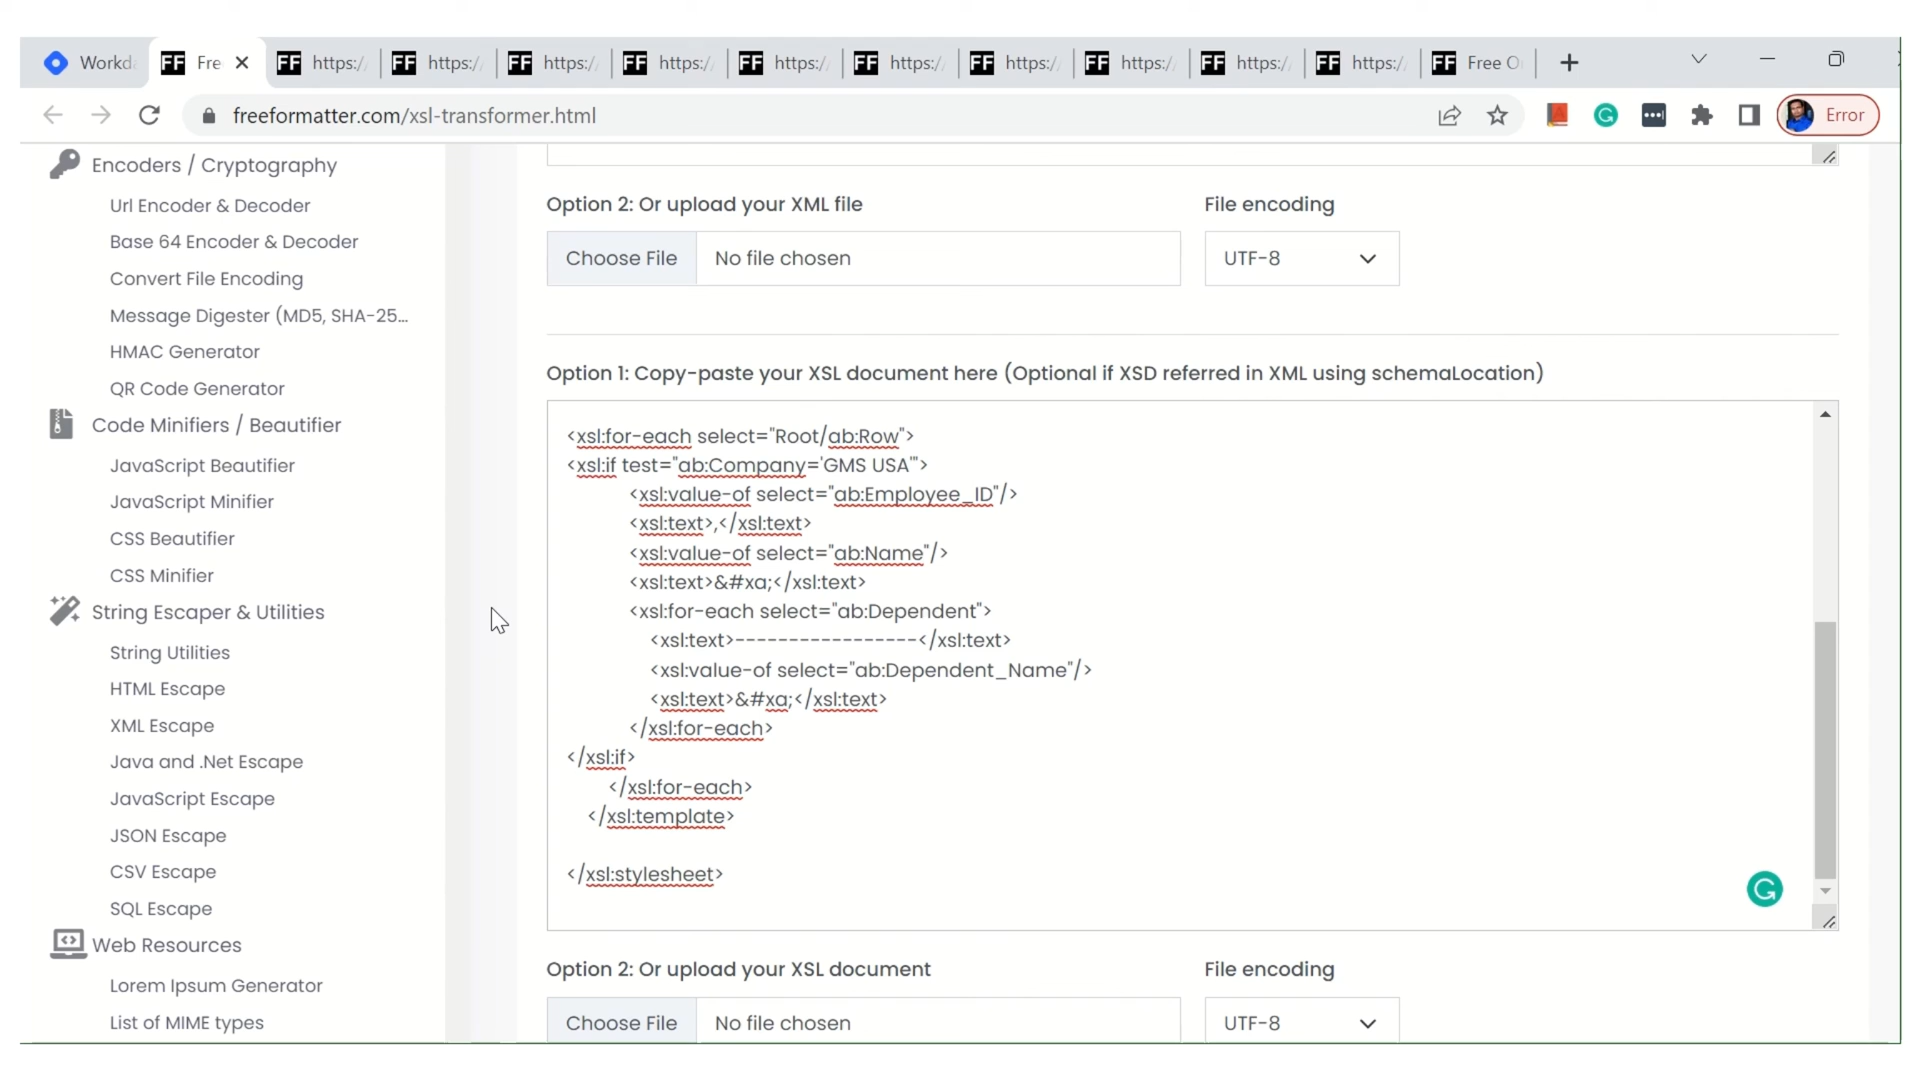 Workd
Fre
https:/
https:/
https:/
https:/
https:/
https:/
https:/
https:/
https:/
https:/
Free O
freeformatter.com/xsl-transformer.html
Error
Encoders / Cryptography
Url Encoder & Decoder
Base 64 Encoder & Decoder
Convert File Encoding
Message Digester (MD5, SHA-25...
HMAC Generator
QR Code Generator
Code Minifiers / Beautifier
JavaScript Beautifier
JavaScript Minifier
CSS Beautifier
CSS Minifier
String Escaper & Utilities
String Utilities
HTML Escape
XML Escape
Java and .Net Escape
JavaScript Escape
JSON Escape
CSV Escape
SQL Escape
Web Resources
Lorem Ipsum Generator
List of MIME types
Option 2: Or upload your XML file
File encoding
Choose File
No file chosen
UTF-8
Option 1: Copy-paste your XSL document here (Optional if XSD referred in XML using schemaLocation)
<xsl:for-each select="Root/ab:Row">
<xsl:if test="ab:Company='GMS USA'">
<xsl:value-of select="ab:Employee_ID"/>
<xsl:text>,</xsl:text>
<xsl:value-of select="ab:Name"/>
<xsl:text>&#xa;</xsl:text>
<xsl:for-each select="ab:Dependent">
<xsl:text>-----------------</xsl:text>
<xsl:value-of select="ab:Dependent_Name"/>
<xsl:text>&#xa;</xsl:text>
</xsl:for-each>
</xsl:if>
</xsl:for-each>
</xsl:template>
</xsl:stylesheet>
Option 2: Or upload your XSL document
File encoding
Choose File
No file chosen
UTF-8